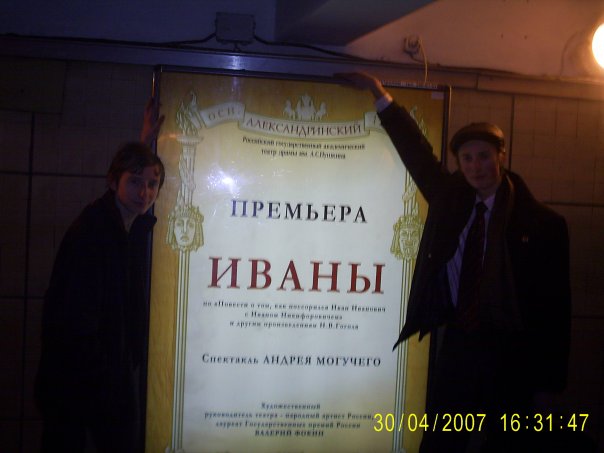 АЛЕКСАНДРИНСКИЙ
Российский государственный академический
театр драмы им. А.С.Пушкина
ПРЕМЬЕРА
ИВАНЫ
по «Повести о том, как поссорился Иван Иванович
с Иваном Никифоровичем»
и другим произведениям Н.В.Гоголя
Спектакль АНДРЕЯ МОГУЧЕГО
Художественный
руководитель театра - народный артист России,
лауреат Государственных премий России
ВАЛЕРИЙ ФОКИН
30/04/2007 16:31:47